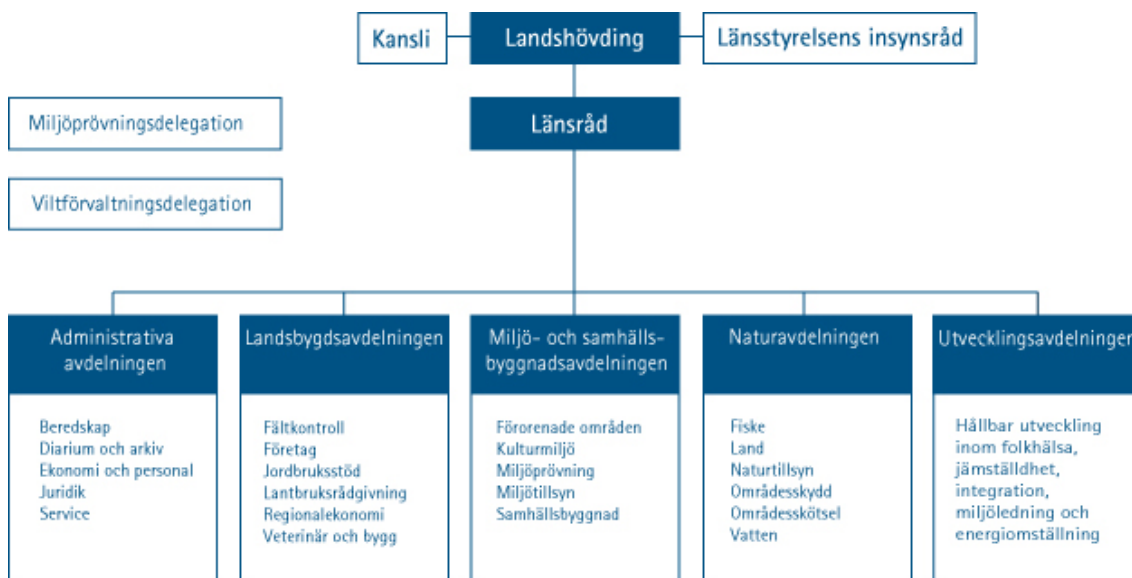 Kansli
Landshövding
Länsstyrelsens insynsråd
Länsråd
Miljöprövningsdelegation
Viltförvaltningsdelegation
Administrativa
avdelningen
Beredskap
Diarium och arkiv
Ekonomi och personal
Juridik
Service
Landsbygdsavdelningen
Fältkontroll
Företag
Jordbruksstöd
Lantbruksrådgivning
Regionalekonomi
Veterinär och bygg
Miljö- och samhälls-
byggnadsavdelningen
Förorenade områden
Kulturmiljö
Miljöprövning
Miljötillsyn
Samhällsbyggnad
Naturavdelningen
Fiske
Land
Naturtillsyn
Områdesskydd
Områdesskötsel
Vatten
Utvecklingsavdelningen
Hållbar utveckling
inom folkhälsa,
jämställdhet,
integration,
miljöledning och
energiomställning